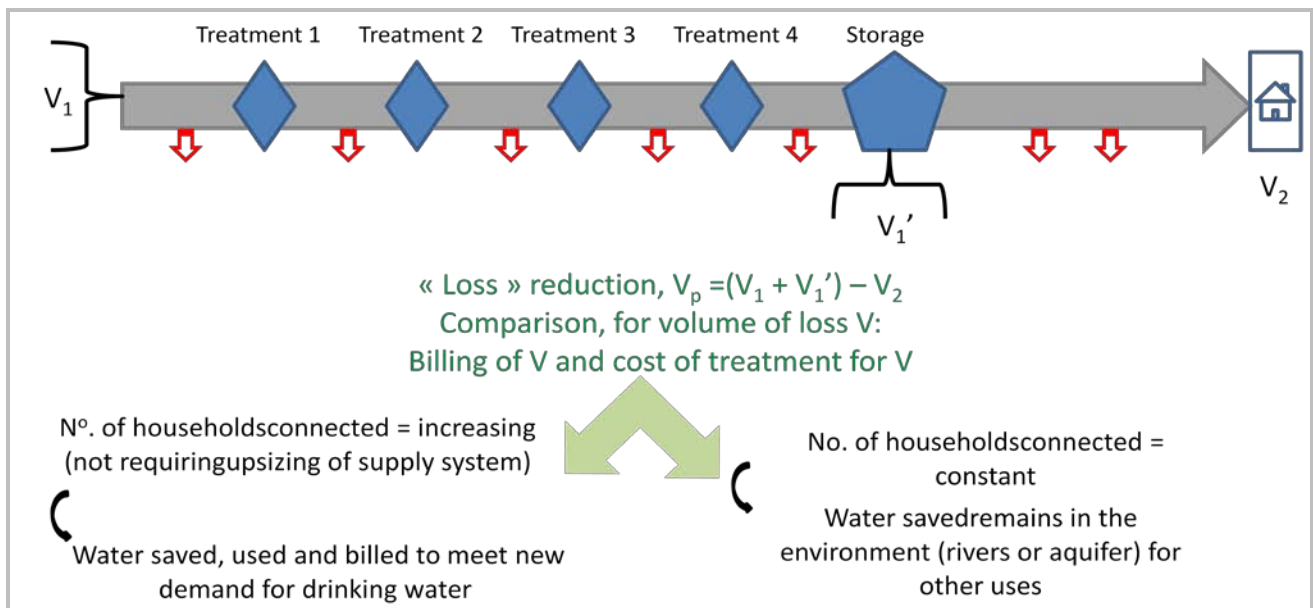 Treatment 1
Treatment 2
Treatment 3
Treatment 4
Storage
V₁
V₂
V₁’
« Loss » reduction, Vₚ =(V₁ + V₁’) – V₂
Comparison, for volume of loss V:
Billing of V and cost of treatment for V
Nº. of householdsconnected = increasing
(not requiringupsizing of supply system)
Water saved, used and billed to meet new
demand for drinking water
No. of householdsconnected =
constant
Water savedremains in the
environment (rivers or aquifer) for
other uses